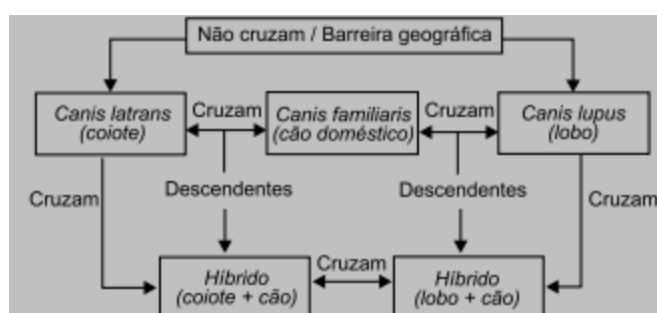 Não cruzam / Barreira geográfica
Canis latrans
(coiote)
Cruzam
Canis familiaris
(cão doméstico)
Cruzam
Canis lupus
(lobo)
Cruzam
Descendentes
Descendentes
Cruzam
Híbrido
(coiote + cão)
Cruzam
Híbrido
(lobo + cão)